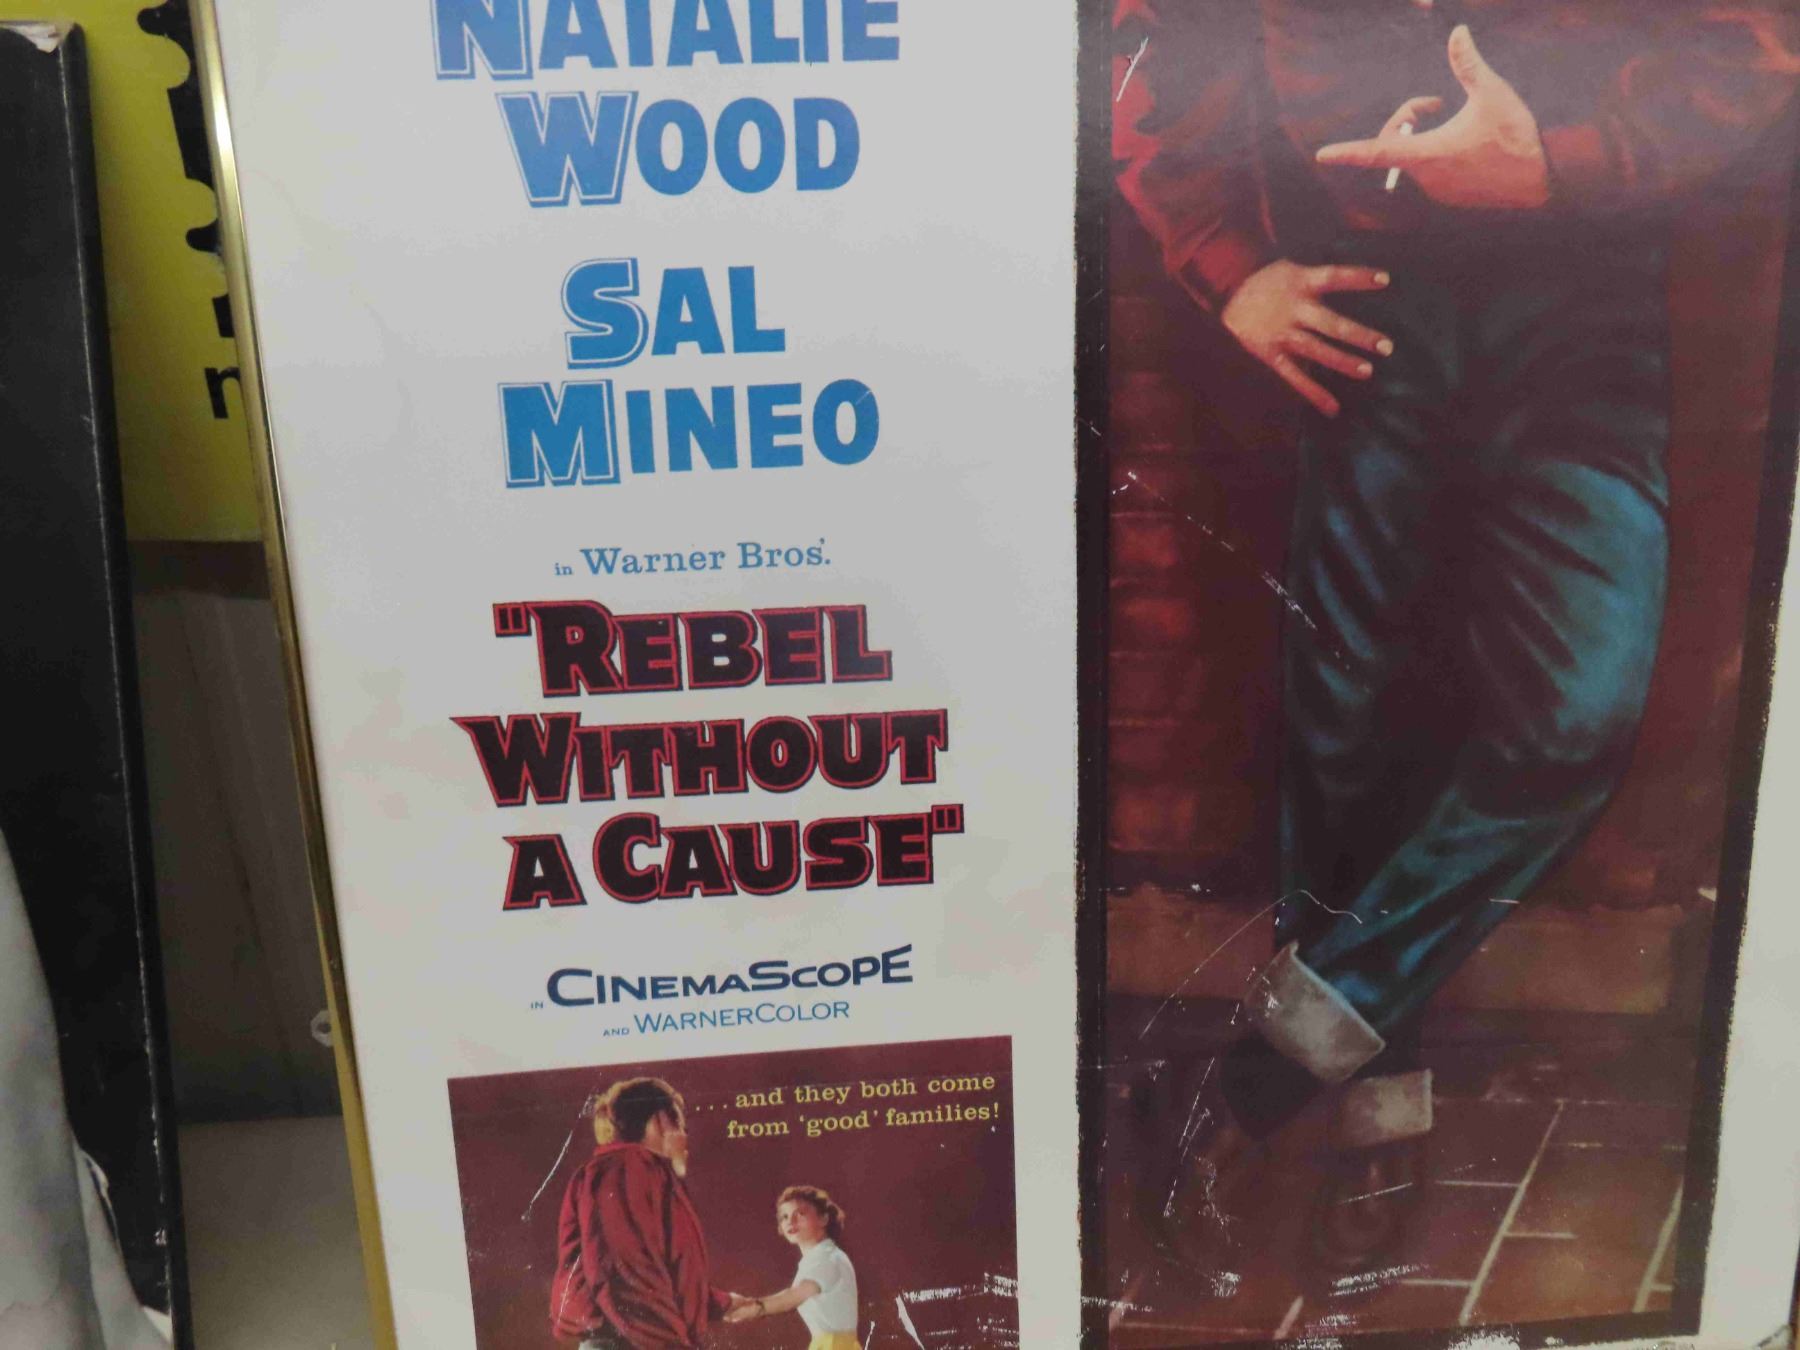 NATALIE
WOOD
SAL
MINEO
in Warner Bros.'
"REBEL
WITHOUT
A CAUSE"
IN CINEMASCOPE
AND WARNERCOLOR
...and they both come
from 'good' families!